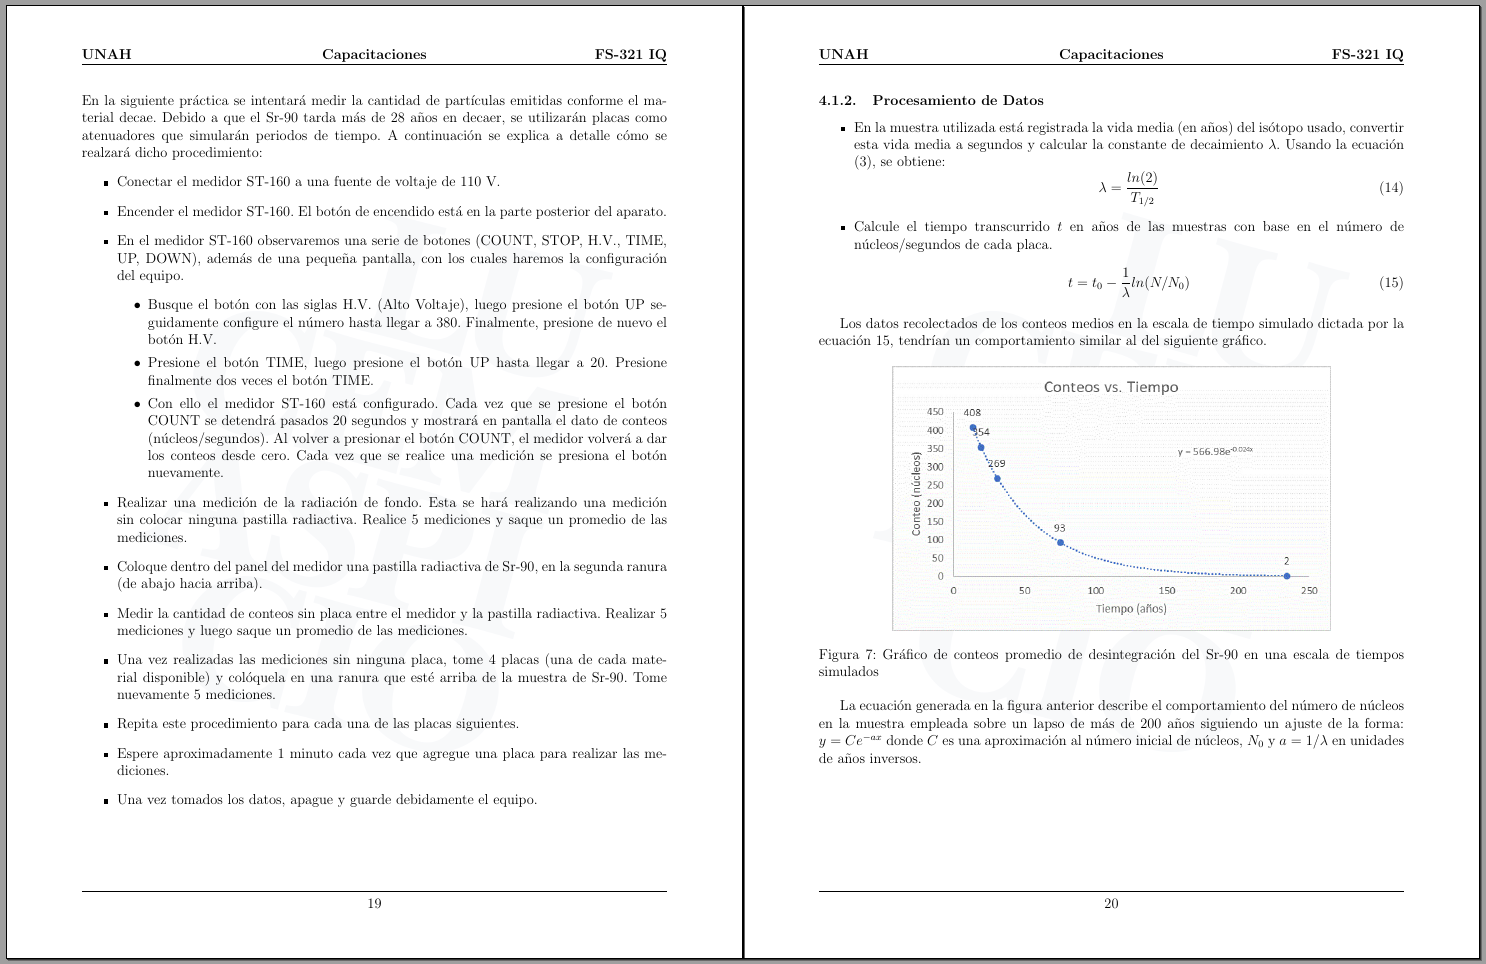 UNAH Capacitaciones FS-321 IQ
En la siguiente práctica se intentará medir la cantidad de partículas emitidas conforme el ma-
terial decae. Debido a que el Sr-90 tarda más de 28 años en decaer, se utilizarán placas como
atenuadores que simularán periodos de tiempo. A continuación se explica a detalle cómo se
realzará dicho procedimiento:
▪ Conectar el medidor ST-160 a una fuente de voltaje de 110 V.
▪ Encender el medidor ST-160. El botón de encendido está en la parte posterior del aparato.
▪ En el medidor ST-160 observaremos una serie de botones (COUNT, STOP, H.V., TIME,
UP, DOWN), además de una pequeña pantalla, con los cuales haremos la configuración
del equipo.
• Busque el botón con las siglas H.V. (Alto Voltaje), luego presione el botón UP se-
guidamente configure el número hasta llegar a 380. Finalmente, presione de nuevo el
botón H.V.
• Presione el botón TIME, luego presione el botón UP hasta llegar a 20. Presione
finalmente dos veces el botón TIME.
• Con ello el medidor ST-160 está configurado. Cada vez que se presione el botón
COUNT se detendrá pasados 20 segundos y mostrará en pantalla el dato de conteos
(núcleos/segundos). Al volver a presionar el botón COUNT, el medidor volverá a dar
los conteos desde cero. Cada vez que se realice una medición se presiona el botón
nuevamente.
▪ Realizar una medición de la radiación de fondo. Esta se hará realizando una medición
sin colocar ninguna pastilla radiactiva. Realice 5 mediciones y saque un promedio de las
mediciones.
▪ Coloque dentro del panel del medidor una pastilla radiactiva de Sr-90, en la segunda ranura
(de abajo hacia arriba).
▪ Medir la cantidad de conteos sin placa entre el medidor y la pastilla radiactiva. Realizar 5
mediciones y luego saque un promedio de las mediciones.
▪ Una vez realizadas las mediciones sin ninguna placa, tome 4 placas (una de cada mate-
rial disponible) y colóquela en una ranura que esté arriba de la muestra de Sr-90. Tome
nuevamente 5 mediciones.
▪ Repita este procedimiento para cada una de las placas siguientes.
▪ Espere aproximadamente 1 minuto cada vez que agregue una placa para realizar las me-
diciones.
▪ Una vez tomados los datos, apague y guarde debidamente el equipo.
19
UNAH Capacitaciones FS-321 IQ
4.1.2. Procesamiento de Datos
▪ En la muestra utilizada está registrada la vida media (en años) del isótopo usado, convertir
esta vida media a segundos y calcular la constante de decaimiento λ. Usando la ecuación
(3), se obtiene:
λ = ln(2)/T_{1/2} (14)
▪ Calcule el tiempo transcurrido t en años de las muestras con base en el número de
núcleos/segundos de cada placa.
t = t₀ − 1/λ ln(N/N₀) (15)
Los datos recolectados de los conteos medios en la escala de tiempo simulado dictada por la
ecuación 15, tendrían un comportamiento similar al del siguiente gráfico.
Conteos vs. Tiempo
Conteo (núcleos)
450
400
350
300
250
200
150
100
50
0
408
354
269
93
2
y = 566.98e^{-0.024x}
0 50 100 150 200 250
Tiempo (años)
Figura 7: Gráfico de conteos promedio de desintegración del Sr-90 en una escala de tiempos
simulados
La ecuación generada en la figura anterior describe el comportamiento del número de núcleos
en la muestra empleada sobre un lapso de más de 200 años siguiendo un ajuste de la forma:
y = Ce^{−ax} donde C es una aproximación al número inicial de núcleos, N₀ y a = 1/λ en unidades
de años inversos.
20